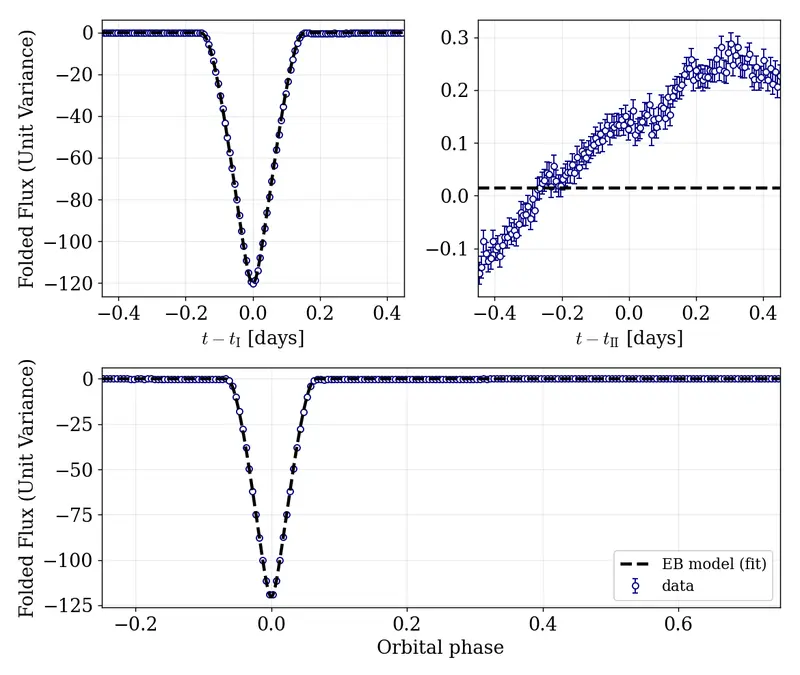 Folded Flux (Unit Variance)
0
−20
−40
−60
−80
−100
−120
−0.4 −0.2 0.0 0.2 0.4
t − tI [days]
0.3
0.2
0.1
0.0
−0.1
−0.4 −0.2 0.0 0.2 0.4
t − tII [days]
Folded Flux (Unit Variance)
0
−25
−50
−75
−100
−125
−0.2 0.0 0.2 0.4 0.6
Orbital phase
EB model (fit)
data